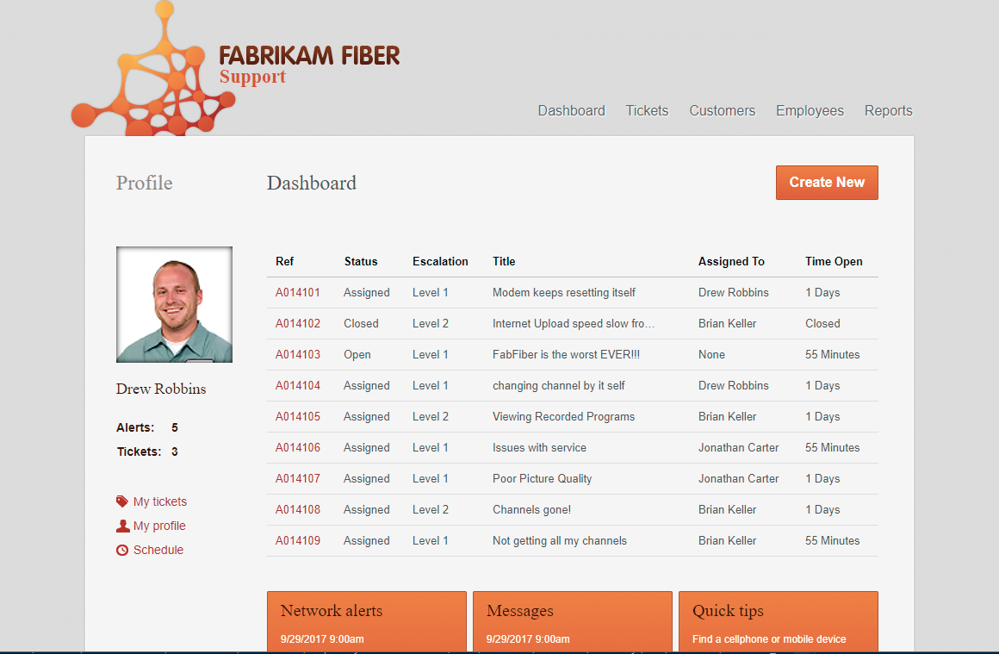 FABRIKAM FIBER
Support
Dashboard Tickets Customers Employees Reports
Profile
Drew Robbins
Alerts: 5
Tickets: 3
My tickets
My profile
Schedule
Dashboard
Create New
Ref Status Escalation Title Assigned To Time Open
A014101 Assigned Level 1 Modem keeps resetting itself Drew Robbins 1 Days
A014102 Closed Level 2 Internet Upload speed slow fro… Brian Keller Closed
A014103 Open Level 1 FabFiber is the worst EVER!!! None 55 Minutes
A014104 Assigned Level 1 changing channel by it self Drew Robbins 1 Days
A014105 Assigned Level 2 Viewing Recorded Programs Brian Keller 1 Days
A014106 Assigned Level 1 Issues with service Jonathan Carter 55 Minutes
A014107 Assigned Level 1 Poor Picture Quality Jonathan Carter 1 Days
A014108 Assigned Level 2 Channels gone! Brian Keller 1 Days
A014109 Assigned Level 1 Not getting all my channels Brian Keller 55 Minutes
Network alerts
9/29/2017 9:00am
Messages
9/29/2017 9:00am
Quick tips
Find a cellphone or mobile device